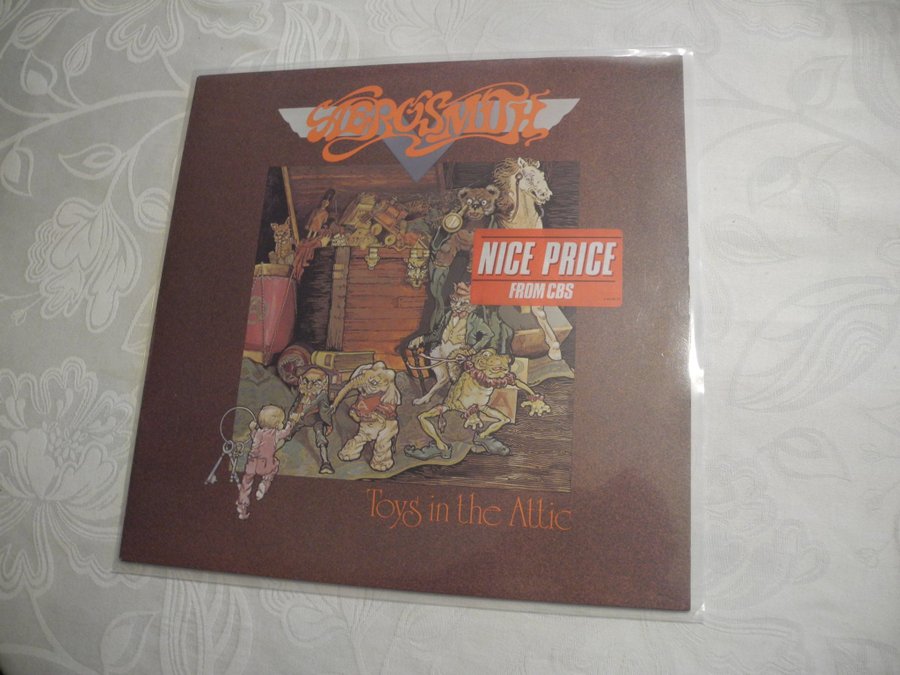 AEROSMITH
NICE PRICE
FROM CBS
Toys in the Attic